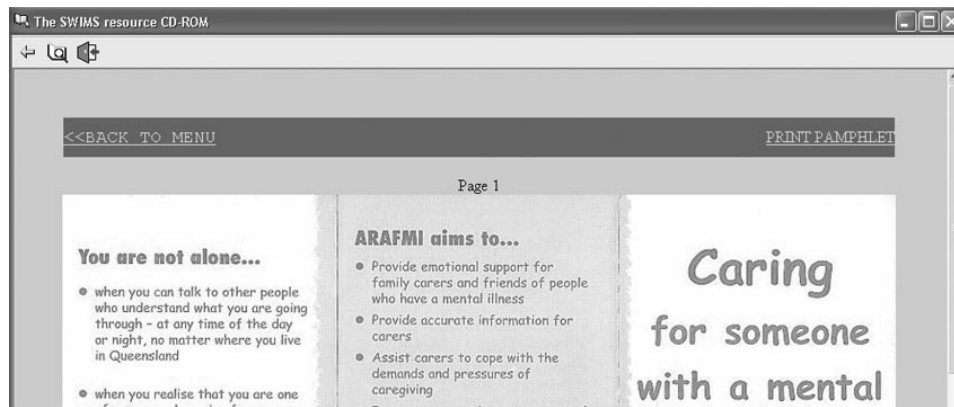 The SWIMS resource CD-ROM
<<BACK TO MENU
PRINT PAMPHLET
Page 1
You are not alone...
when you can talk to other people
who understand what you are going
through – at any time of the day
or night, no matter where you live
in Queensland
when you realise that you are one
ARAFMI aims to...
Provide emotional support for
family carers and friends of people
who have a mental illness
Provide accurate information for
carers
Assist carers to cope with the
demands and pressures of
caregiving
Caring
for someone
with a mental